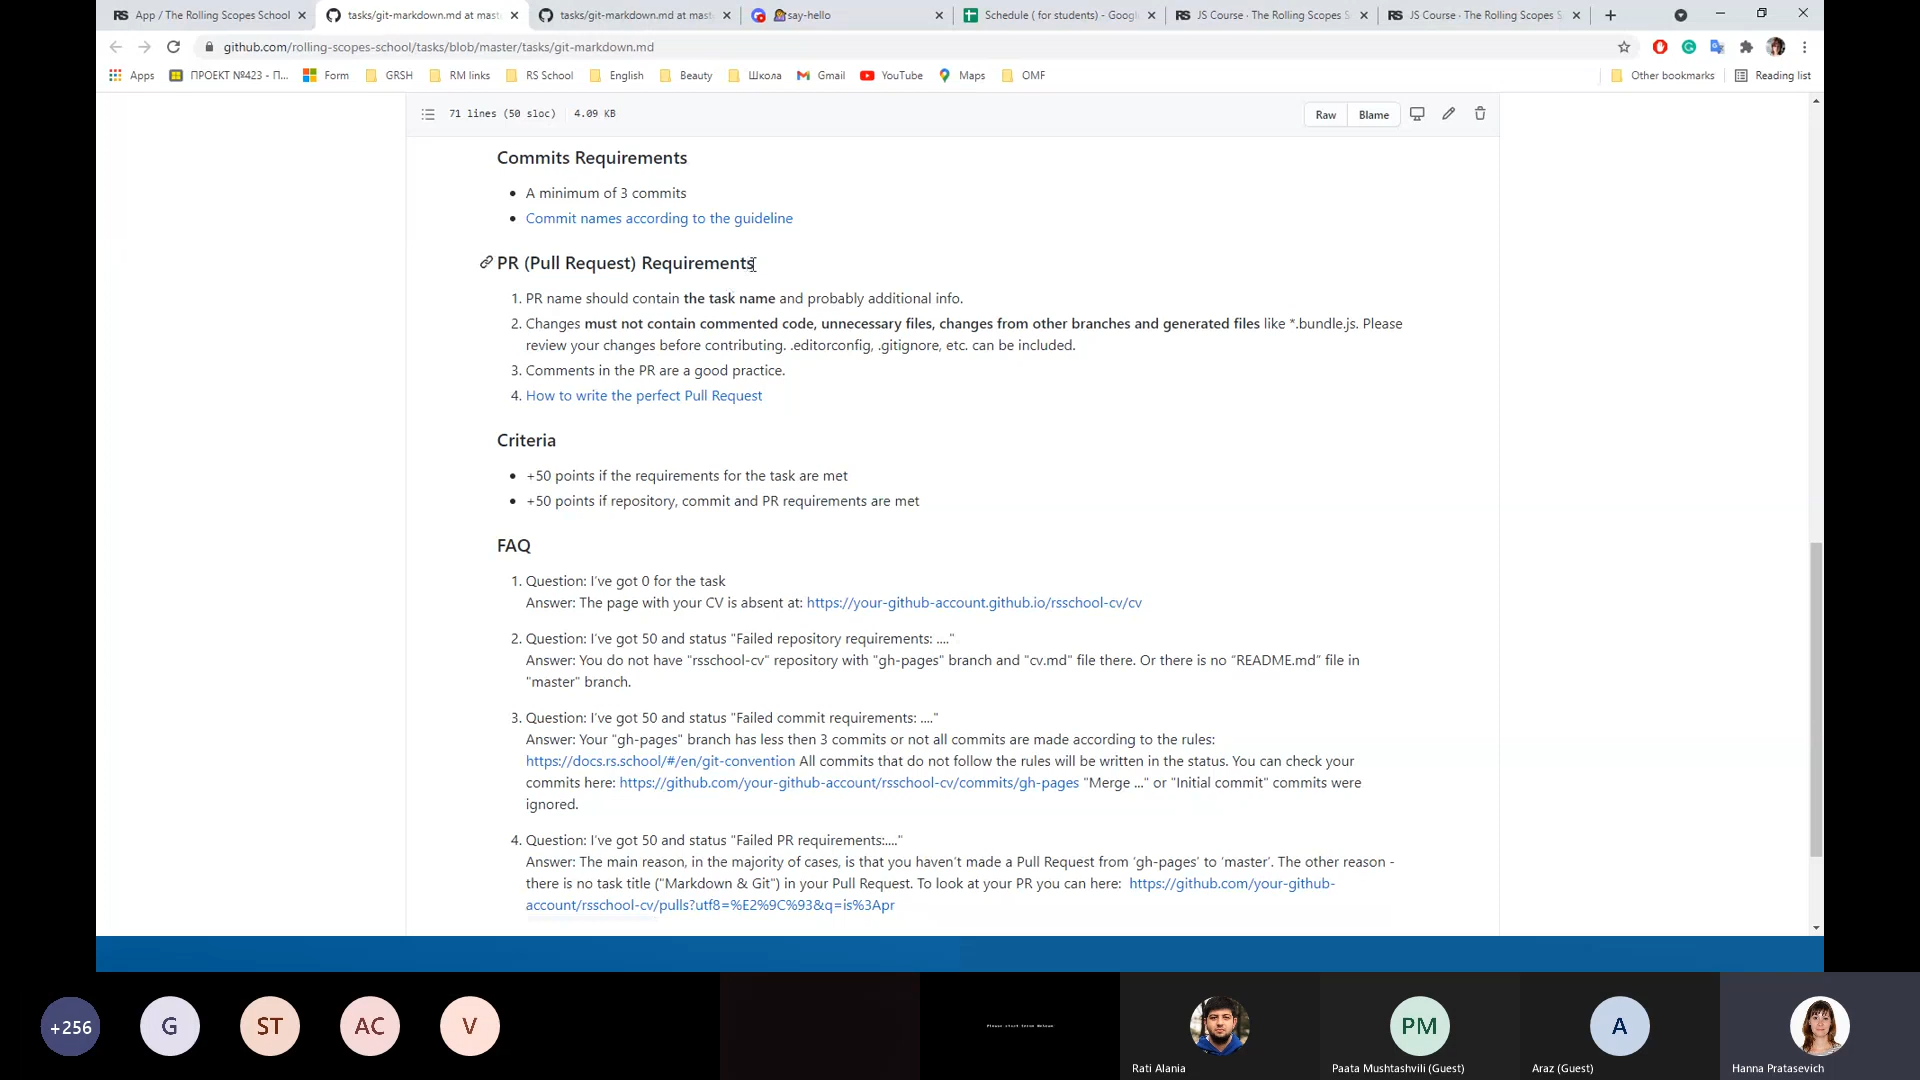 App / The Rolling Scopes School
tasks/git-markdown.md at mast
tasks/git-markdown.md at mast
say-hello
Schedule ( for students) - Googl
JS Course · The Rolling Scopes S
JS Course · The Rolling Scopes S
github.com/rolling-scopes-school/tasks/blob/master/tasks/git-markdown.md
Apps
ПРОЕКТ №423 - П...
Form
GRSH
RM links
RS School
English
Beauty
Школа
Gmail
YouTube
Maps
OMF
Other bookmarks
Reading list
71 lines (50 sloc) 4.09 KB
Raw
Blame
Commits Requirements
• A minimum of 3 commits
• Commit names according to the guideline
PR (Pull Request) Requirements
1. PR name should contain the task name and probably additional info.
2. Changes must not contain commented code, unnecessary files, changes from other branches and generated files like *.bundle.js. Please
review your changes before contributing. .editorconfig, .gitignore, etc. can be included.
3. Comments in the PR are a good practice.
4. How to write the perfect Pull Request
Criteria
• +50 points if the requirements for the task are met
• +50 points if repository, commit and PR requirements are met
FAQ
1. Question: I've got 0 for the task
Answer: The page with your CV is absent at: https://your-github-account.github.io/rsschool-cv/cv
2. Question: I've got 50 and status "Failed repository requirements: ...."
Answer: You do not have "rsschool-cv" repository with "gh-pages" branch and "cv.md" file there. Or there is no "README.md" file in
"master" branch.
3. Question: I've got 50 and status "Failed commit requirements: ...."
Answer: Your "gh-pages" branch has less then 3 commits or not all commits are made according to the rules:
https://docs.rs.school/#/en/git-convention All commits that do not follow the rules will be written in the status. You can check your
commits here: https://github.com/your-github-account/rsschool-cv/commits/gh-pages "Merge ..." or "Initial commit" commits were
ignored.
4. Question: I've got 50 and status "Failed PR requirements:...."
Answer: The main reason, in the majority of cases, is that you haven't made a Pull Request from 'gh-pages' to 'master'. The other reason -
there is no task title ("Markdown & Git") in your Pull Request. To look at your PR you can here: https://github.com/your-github-
account/rsschool-cv/pulls?utf8=%E2%9C%93&q=is%3Apr
+256
G
ST
AC
V
PM
A
Rati Alania
Paata Mushtashvili (Guest)
Araz (Guest)
Hanna Pratasevich